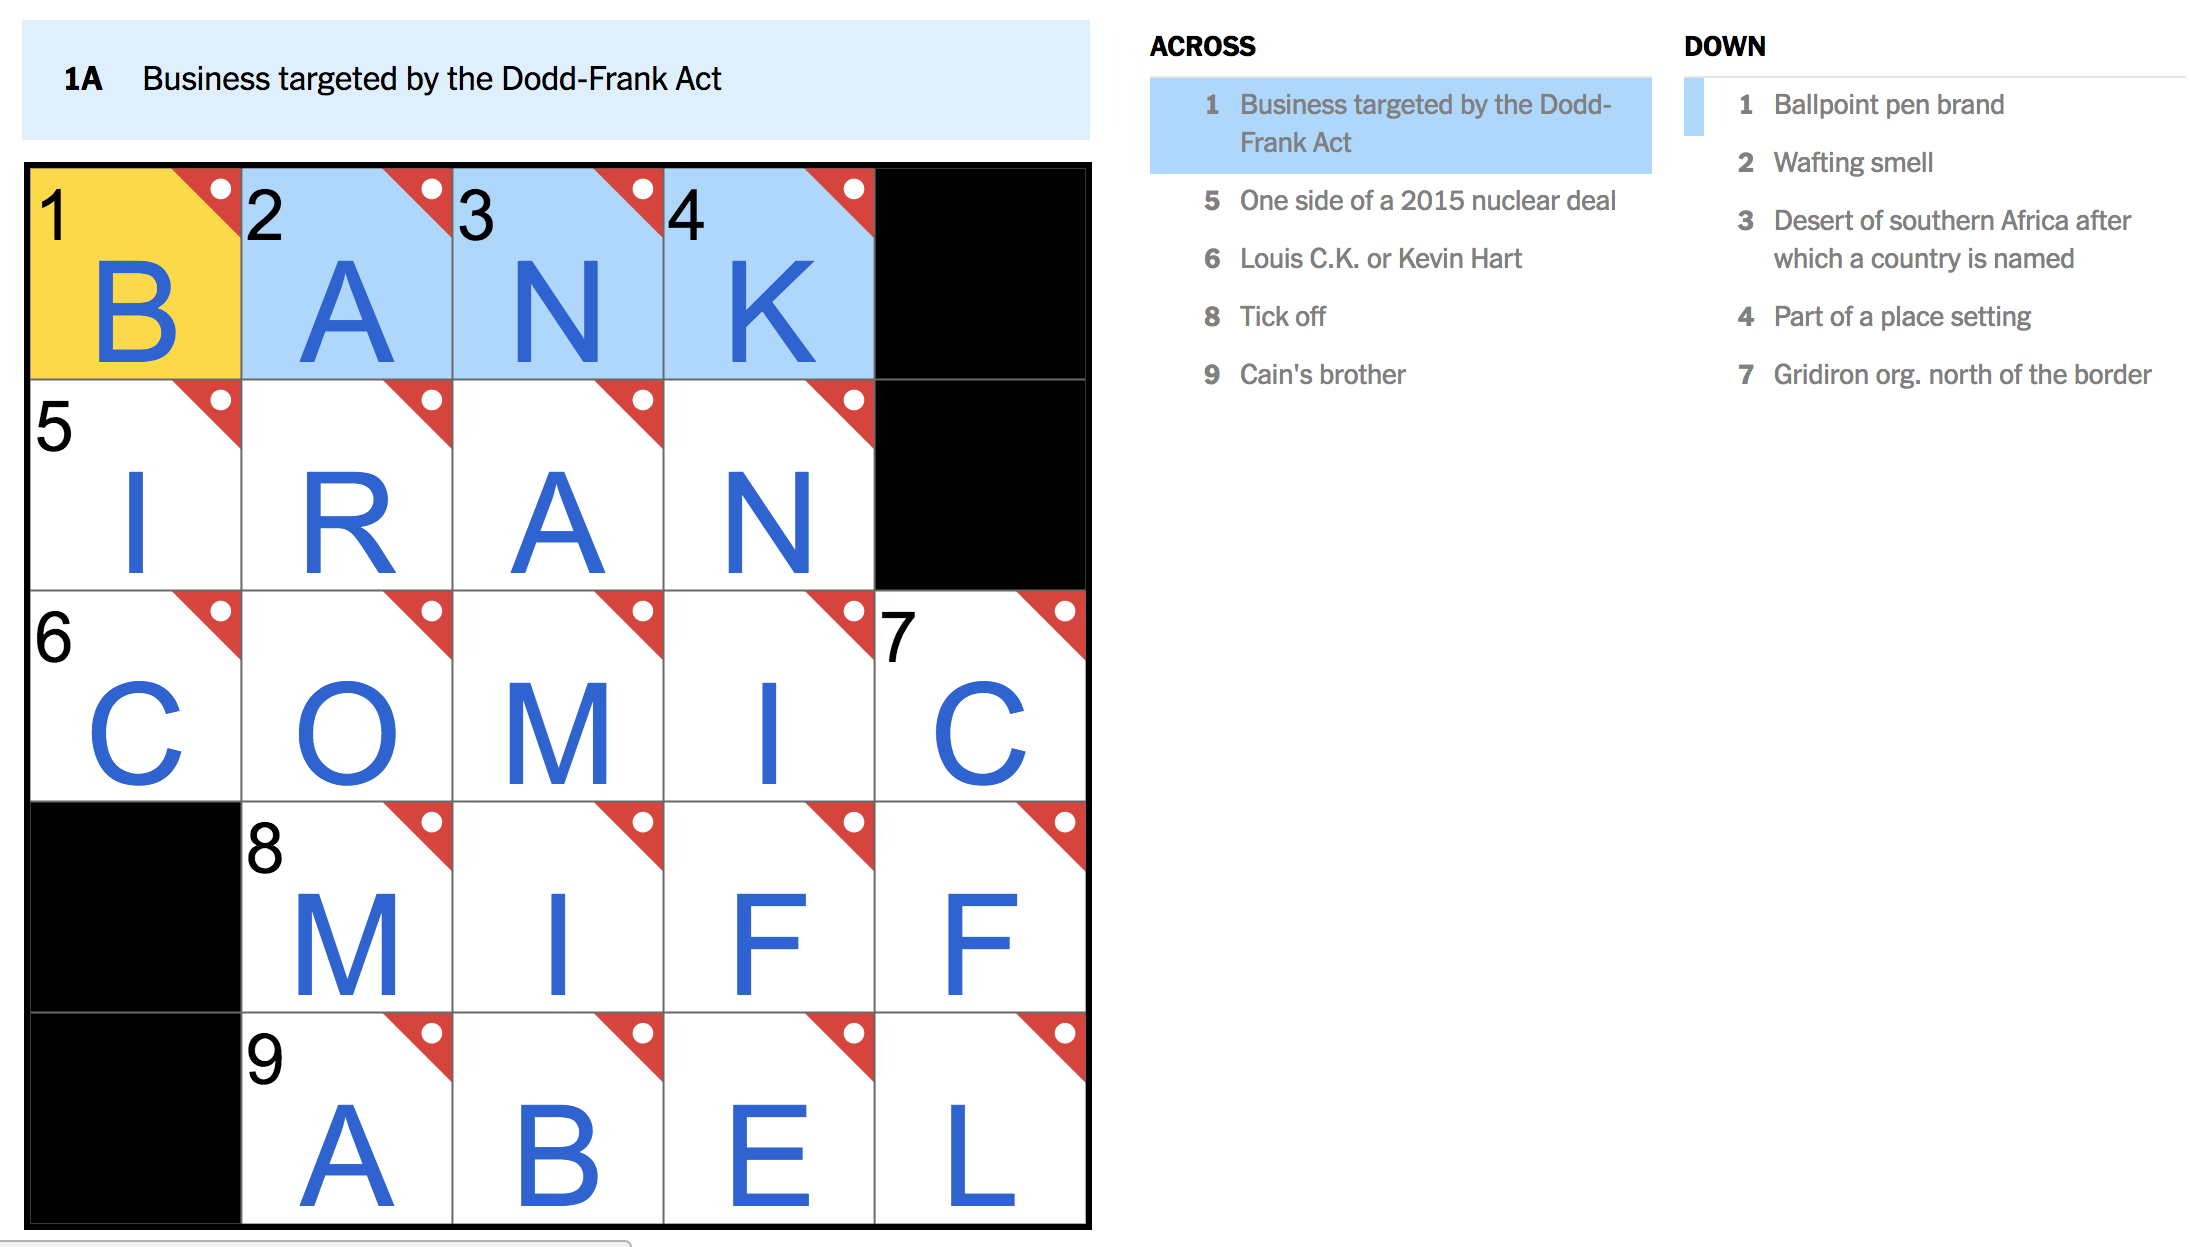 1A Business targeted by the Dodd-Frank Act
1 B 2 A 3 N 4 K
5 I R A N
6 C O M I 7 C
8 M I F F
9 A B E L
ACROSS
1 Business targeted by the Dodd-
Frank Act
5 One side of a 2015 nuclear deal
6 Louis C.K. or Kevin Hart
8 Tick off
9 Cain's brother
DOWN
1 Ballpoint pen brand
2 Wafting smell
3 Desert of southern Africa after
which a country is named
4 Part of a place setting
7 Gridiron org. north of the border